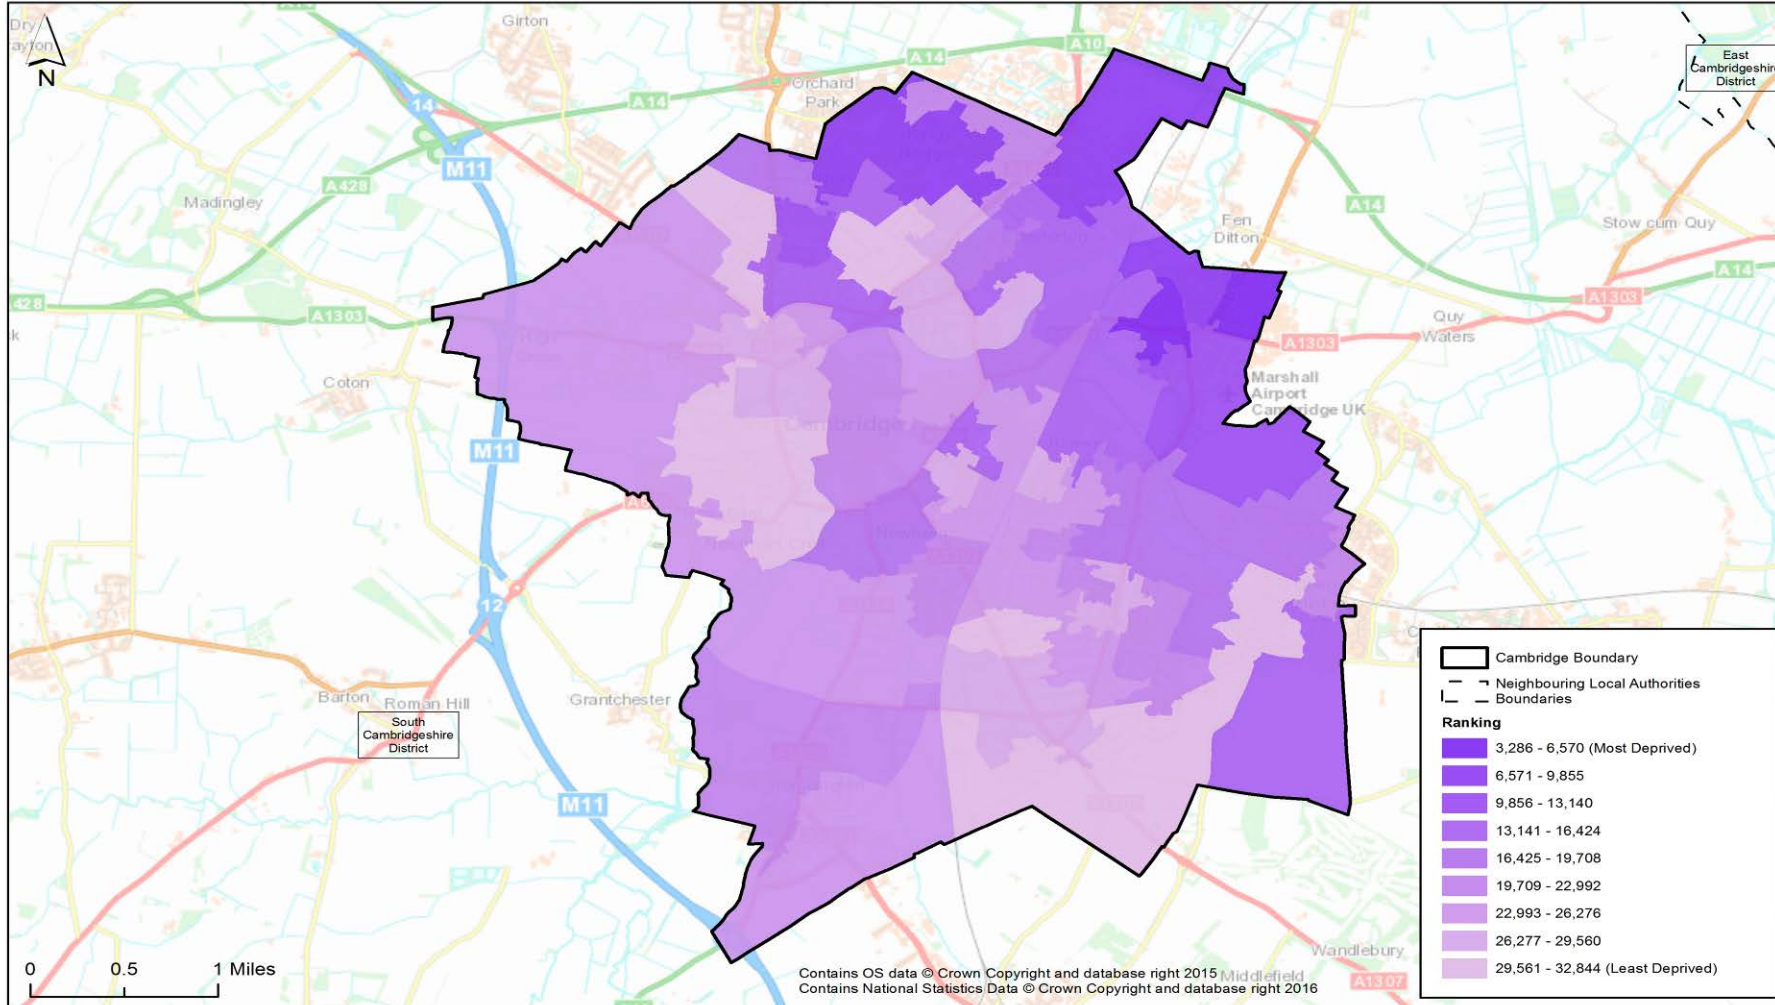 Dry
ayton
N
A14
Girton
A10
A14
Orchard
Park
A14
14
M11
A428
Madingley
East
Cambridgeshire
District
Fen
Ditton
A14
Stow cum Quy
A14
A1303
428
A1303
Quy
Waters
A1303
k
Coton
Marshall
Airport
Cambridge UK
Cambridge
M11
Newnham
12
Barton
Roman Hill
Grantchester
South
Cambridgeshire
District
M11
Cambridge Boundary
Neighbouring Local Authorities
Boundaries
Ranking
3,286 - 6,570 (Most Deprived)
6,571 - 9,855
9,856 - 13,140
13,141 - 16,424
16,425 - 19,708
19,709 - 22,992
22,993 - 26,276
26,277 - 29,560
29,561 - 32,844 (Least Deprived)
0 0.5 1 Miles
Wandlebury
Middlefield
A1307
Contains OS data © Crown Copyright and database right 2015
Contains National Statistics Data © Crown Copyright and database right 2016